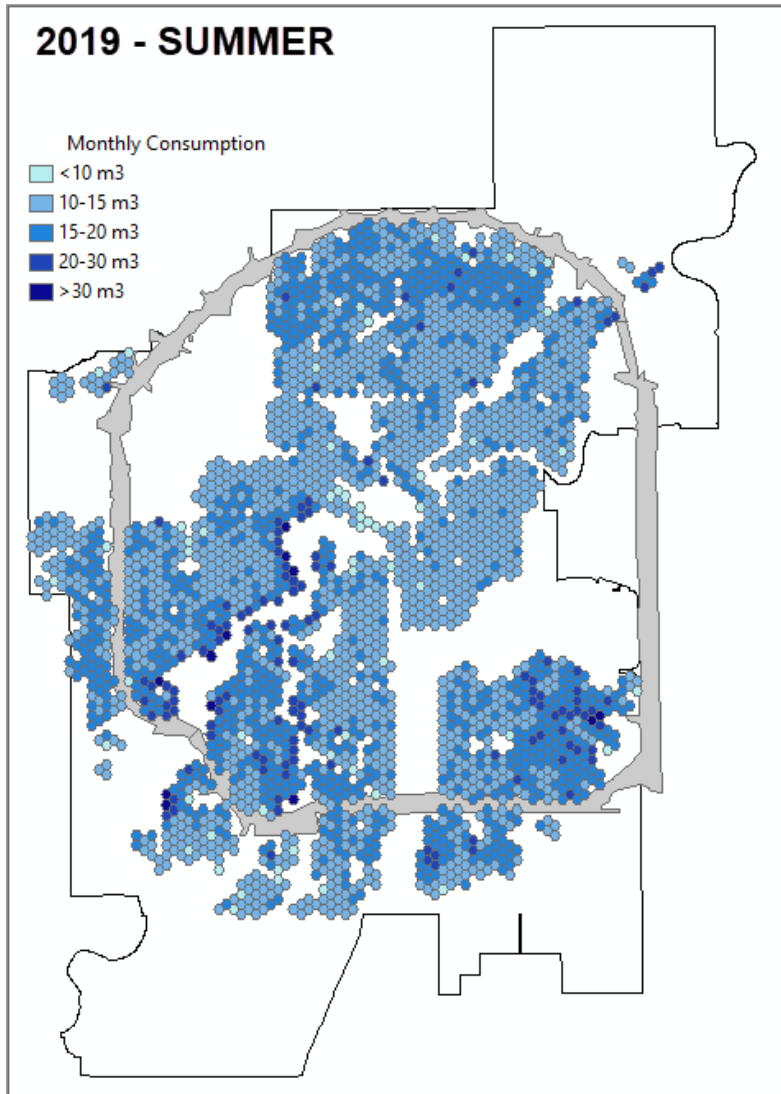 2019 - SUMMER
Monthly Consumption
<10 m3
10-15 m3
15-20 m3
20-30 m3
>30 m3